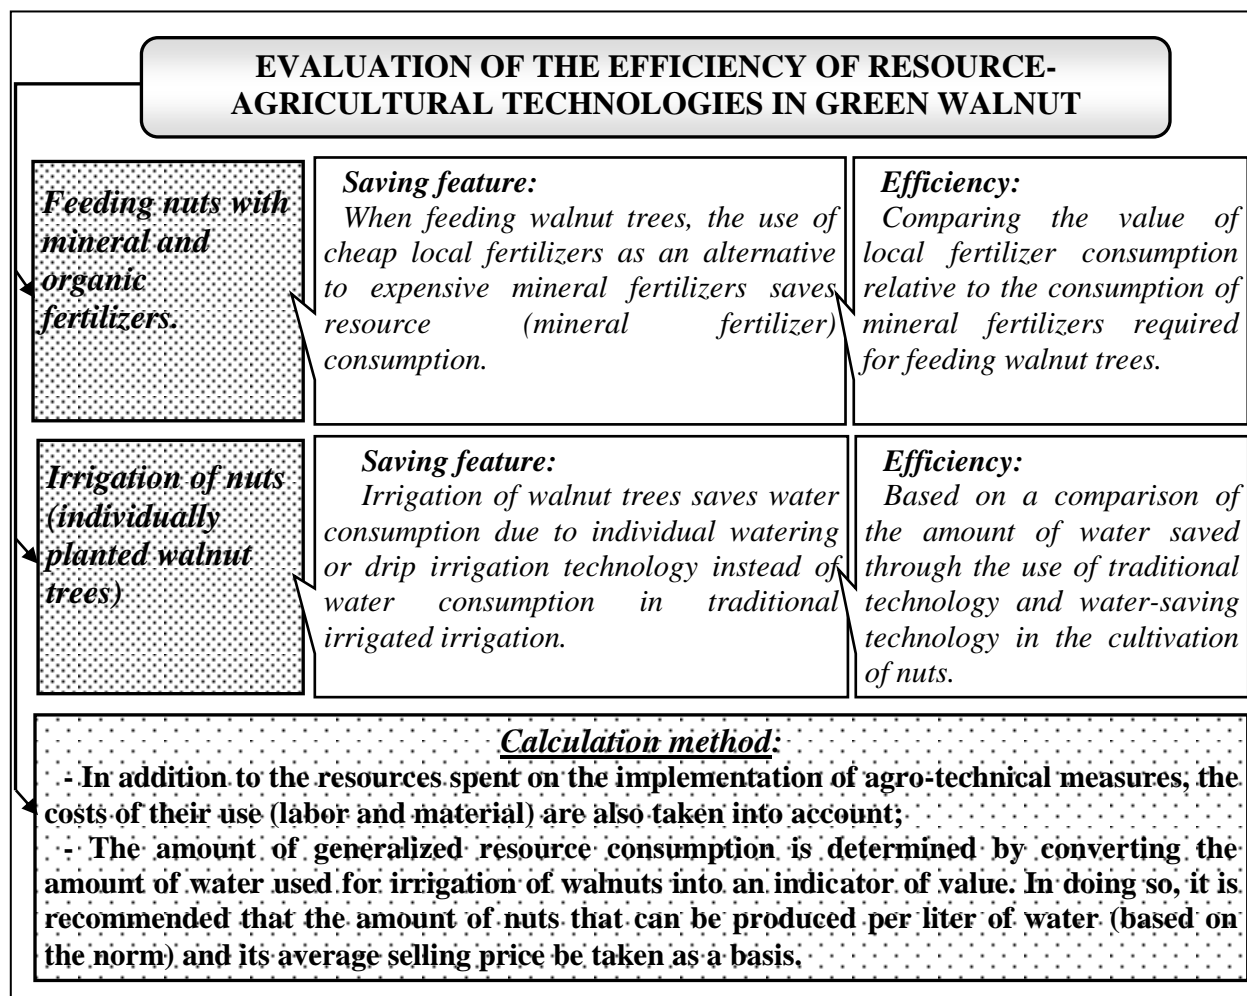 EVALUATION OF THE EFFICIENCY OF RESOURCE-
AGRICULTURAL TECHNOLOGIES IN GREEN WALNUT
Feeding nuts with
mineral and
organic
fertilizers.
Saving feature:
When feeding walnut trees, the use of
cheap local fertilizers as an alternative
to expensive mineral fertilizers saves
resource (mineral fertilizer)
consumption.
Efficiency:
Comparing the value of
local fertilizer consumption
relative to the consumption of
mineral fertilizers required
for feeding walnut trees.
Irrigation of nuts
(individually
planted walnut
trees)
Saving feature:
Irrigation of walnut trees saves water
consumption due to individual watering
or drip irrigation technology instead of
water consumption in traditional
irrigated irrigation.
Efficiency:
Based on a comparison of
the amount of water saved
through the use of traditional
technology and water-saving
technology in the cultivation
of nuts.
Calculation method:
- In addition to the resources spent on the implementation of agro-technical measures, the
costs of their use (labor and material) are also taken into account;
- The amount of generalized resource consumption is determined by converting the
amount of water used for irrigation of walnuts into an indicator of value. In doing so, it is
recommended that the amount of nuts that can be produced per liter of water (based on
the norm) and its average selling price be taken as a basis.